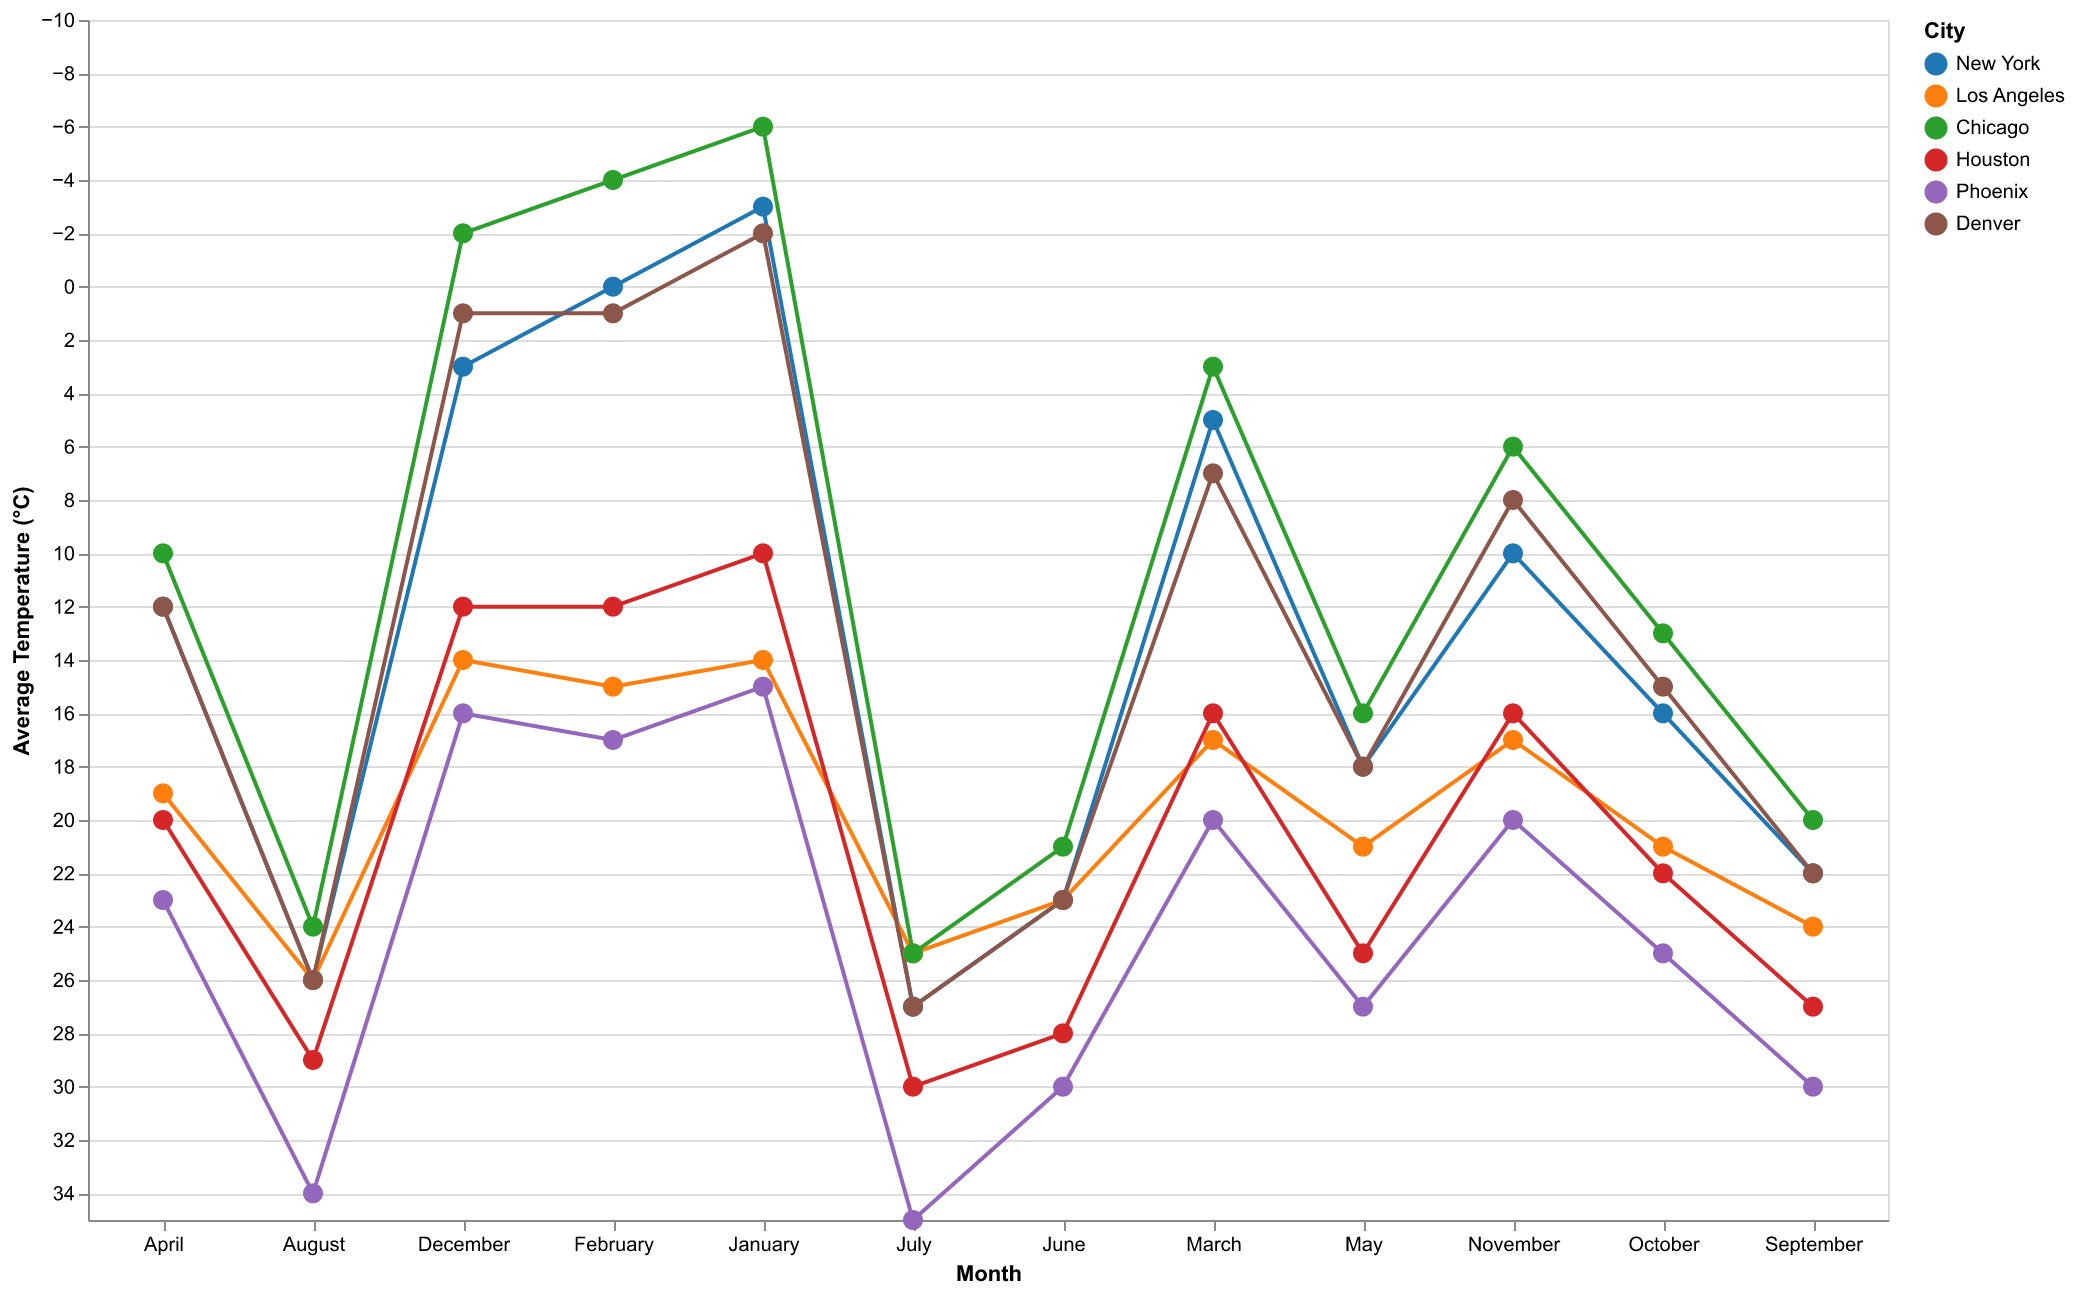 −10
−8
−6
−4
−2
0
2
4
6
8
10
12
14
16
18
20
22
24
26
28
30
32
34
Average Temperature (°C)
April August December February January July June March May November October September
Month
City
New York
Los Angeles
Chicago
Houston
Phoenix
Denver